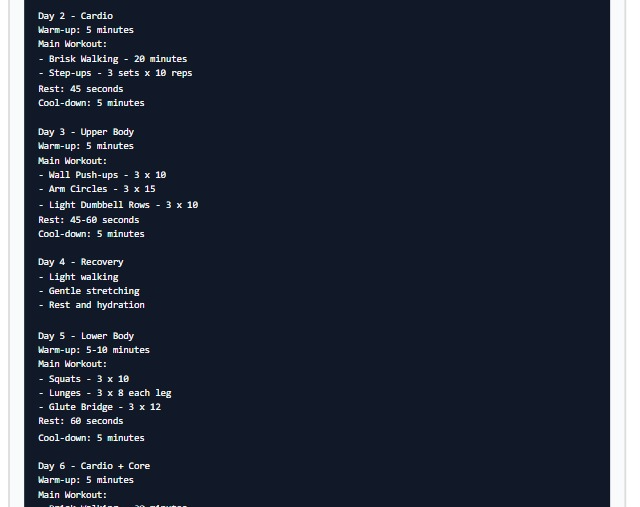 Day 2 - Cardio
Warm-up: 5 minutes
Main Workout:
- Brisk Walking - 20 minutes
- Step-ups - 3 sets x 10 reps
Rest: 45 seconds
Cool-down: 5 minutes
Day 3 - Upper Body
Warm-up: 5 minutes
Main Workout:
- Wall Push-ups - 3 x 10
- Arm Circles - 3 x 15
- Light Dumbbell Rows - 3 x 10
Rest: 45-60 seconds
Cool-down: 5 minutes
Day 4 - Recovery
- Light walking
- Gentle stretching
- Rest and hydration
Day 5 - Lower Body
Warm-up: 5-10 minutes
Main Workout:
- Squats - 3 x 10
- Lunges - 3 x 8 each leg
- Glute Bridge - 3 x 12
Rest: 60 seconds
Cool-down: 5 minutes
Day 6 - Cardio + Core
Warm-up: 5 minutes
Main Workout:
- Brisk Walking - 20 minutes